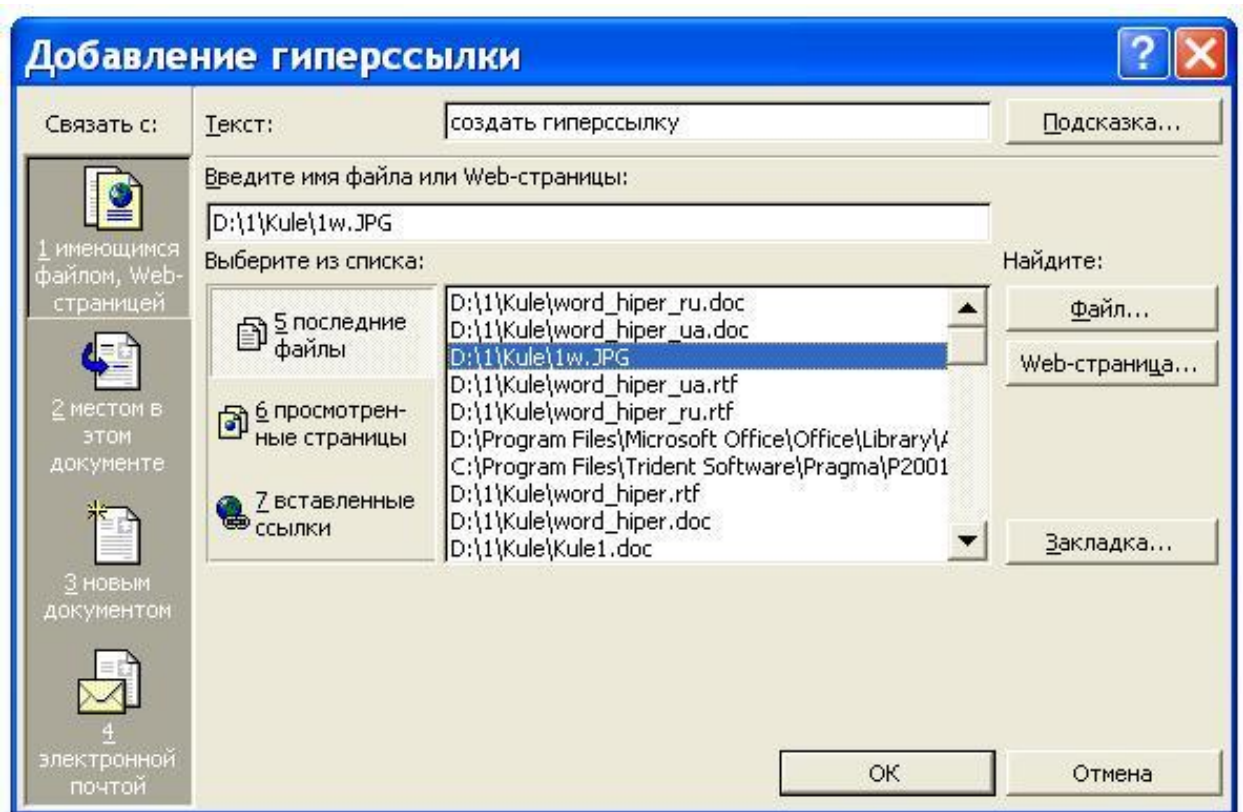 Добавление гиперссылки
Связать с:
Текст:
создать гиперссылку
Подсказка...
1 имеющимся
файлом, Web-
страницей
2 местом в
этом
документе
3 новым
документом
4
электронной
почтой
Введите имя файла или Web-страницы:
D:\1\Kule\1w.JPG
Выберите из списка:
5 последние
файлы
6 просмотрен-
ные страницы
7 вставленные
ссылки
D:\1\Kule\word_hiper_ru.doc
D:\1\Kule\word_hiper_ua.doc
D:\1\Kule\1w.JPG
D:\1\Kule\word_hiper_ua.rtf
D:\1\Kule\word_hiper_ru.rtf
D:\Program Files\Microsoft Office\Office\Library\A
C:\Program Files\Trident Software\Pragma\P2001
D:\1\Kule\word_hiper.rtf
D:\1\Kule\word_hiper.doc
D:\1\Kule\Kule1.doc
Найдите:
Файл...
Web-страница...
Закладка...
OK
Отмена